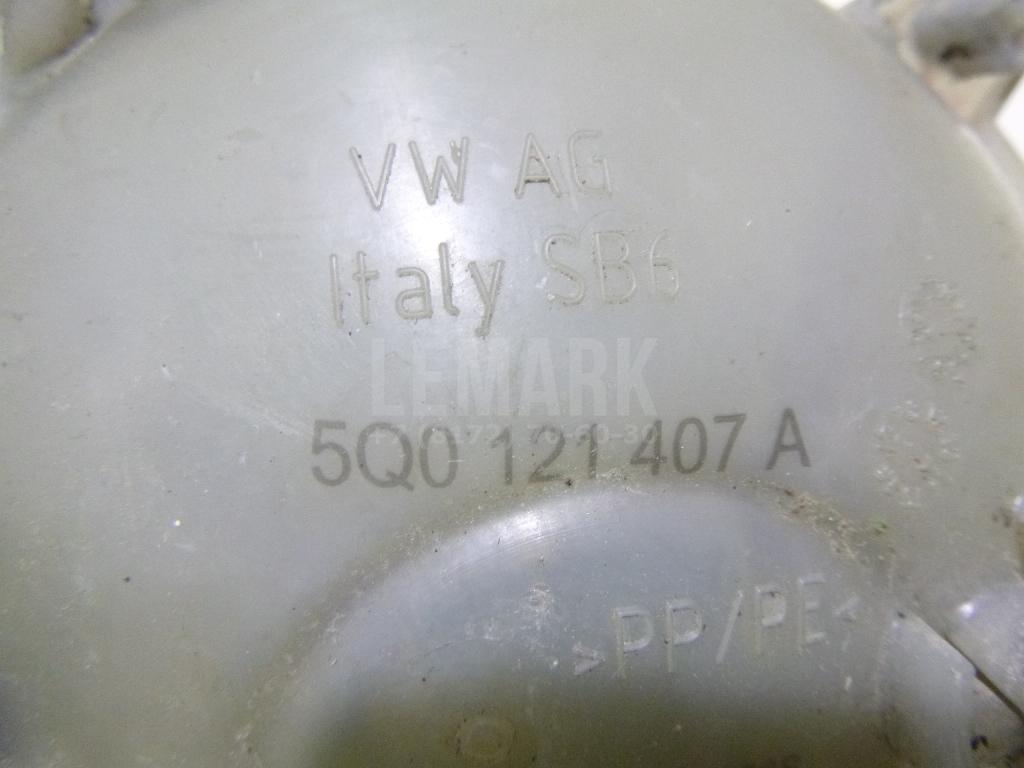 VW AG
Italy SB6
LEMARK
5Q0 121 407 A
>PP/PE<